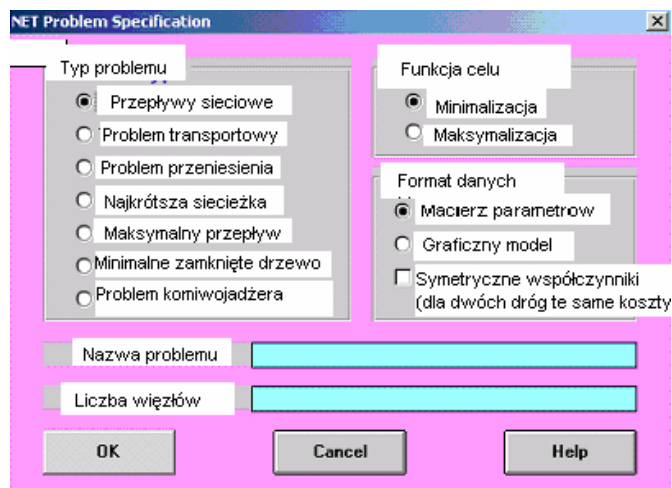 NET Problem Specification
Typ problemu
Przepływy sieciowe
Problem transportowy
Problem przeniesienia
Najkrótsza siecieżka
Maksymalny przepływ
Minimalne zamknięte drzewo
Problem komiwojadżera
Funkcja celu
Minimalizacja
Maksymalizacja
Format danych
Macierz parametrow
Graficzny model
Symetryczne współczynniki
(dla dwóch dróg te same koszty
Nazwa problemu
Liczba więzłów
OK
Cancel
Help